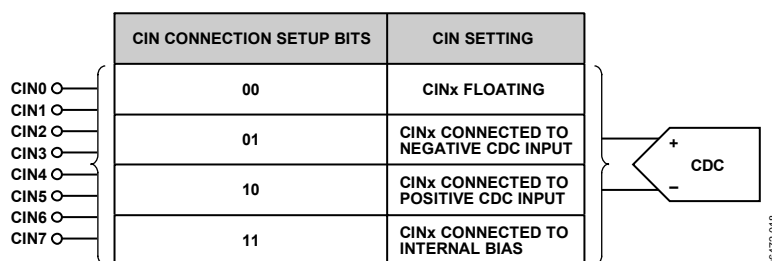 CIN CONNECTION SETUP BITS
CIN SETTING
CIN0
CIN1
CIN2
CIN3
CIN4
CIN5
CIN6
CIN7
00
CINx FLOATING
01
CINx CONNECTED TO
NEGATIVE CDC INPUT
10
CINx CONNECTED TO
POSITIVE CDC INPUT
11
CINx CONNECTED TO
INTERNAL BIAS
+
−
CDC